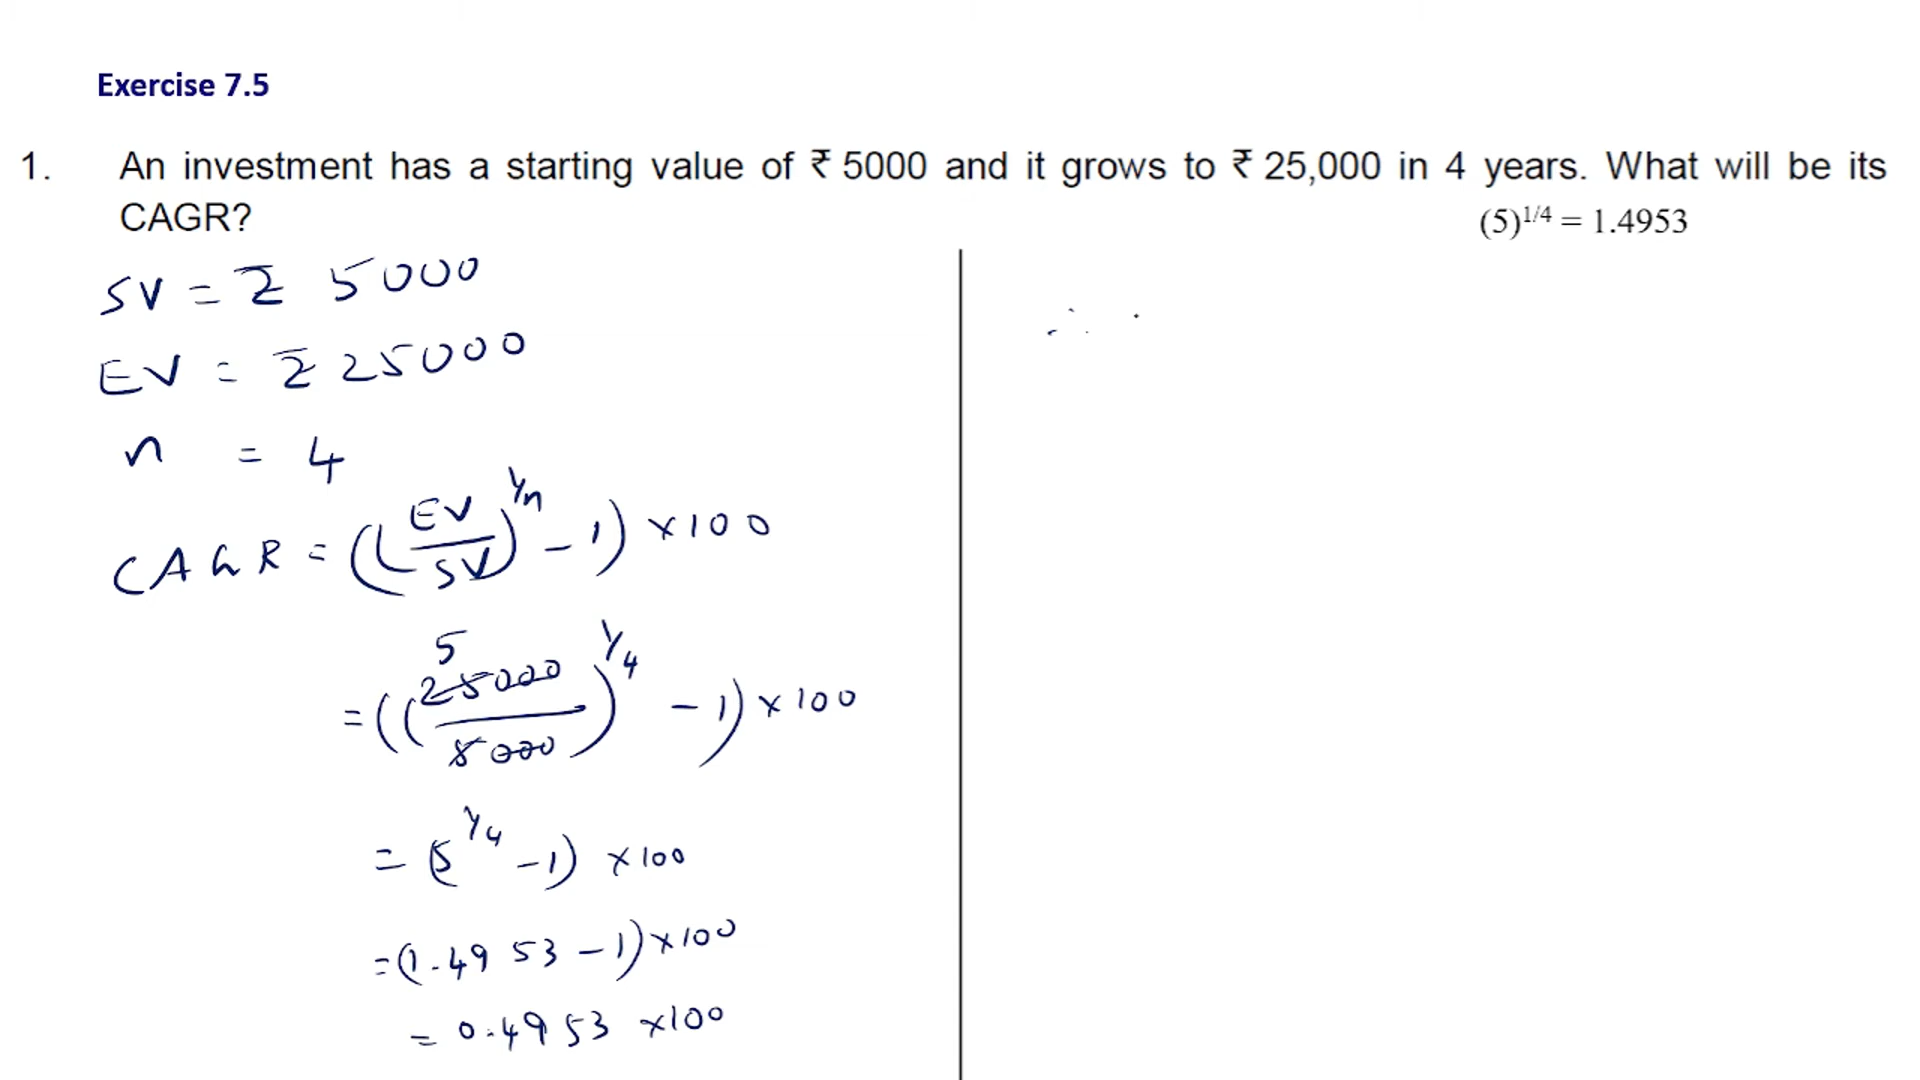 Exercise 7.5
1. An investment has a starting value of ₹ 5000 and it grows to ₹ 25,000 in 4 years. What will be its
CAGR?
(5)^1/4 = 1.4953
SV = ₹ 5000
EV = ₹ 25000
n = 4
CAGR = ((EV/SV)^1/n − 1) × 100
5
= ((25000/5000)^1/4 − 1) × 100
= (5^1/4 − 1) × 100
= (1.4953 − 1) × 100
= 0.4953 × 100
∴